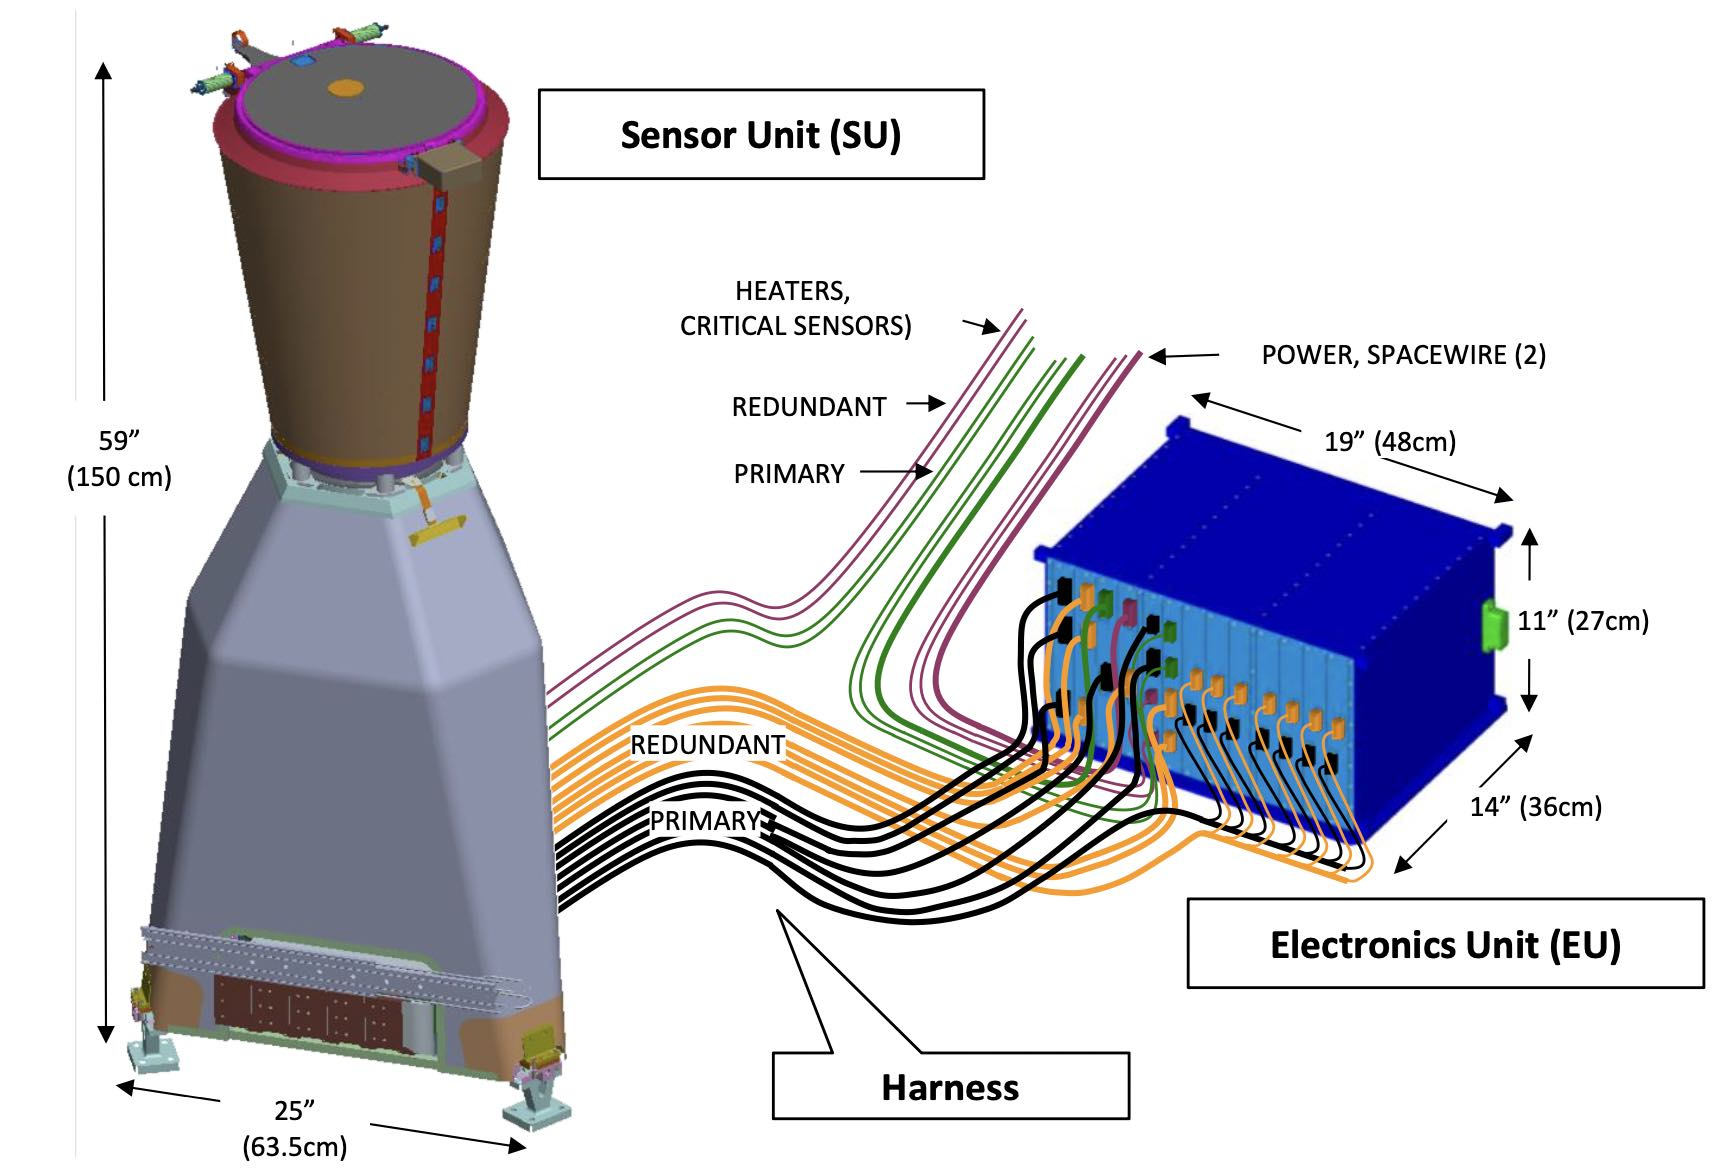 Sensor Unit (SU)
HEATERS,
CRITICAL SENSORS)
POWER, SPACEWIRE (2)
REDUNDANT
19” (48cm)
59”
(150 cm)
PRIMARY
11” (27cm)
REDUNDANT
PRIMARY
14” (36cm)
Electronics Unit (EU)
Harness
25”
(63.5cm)